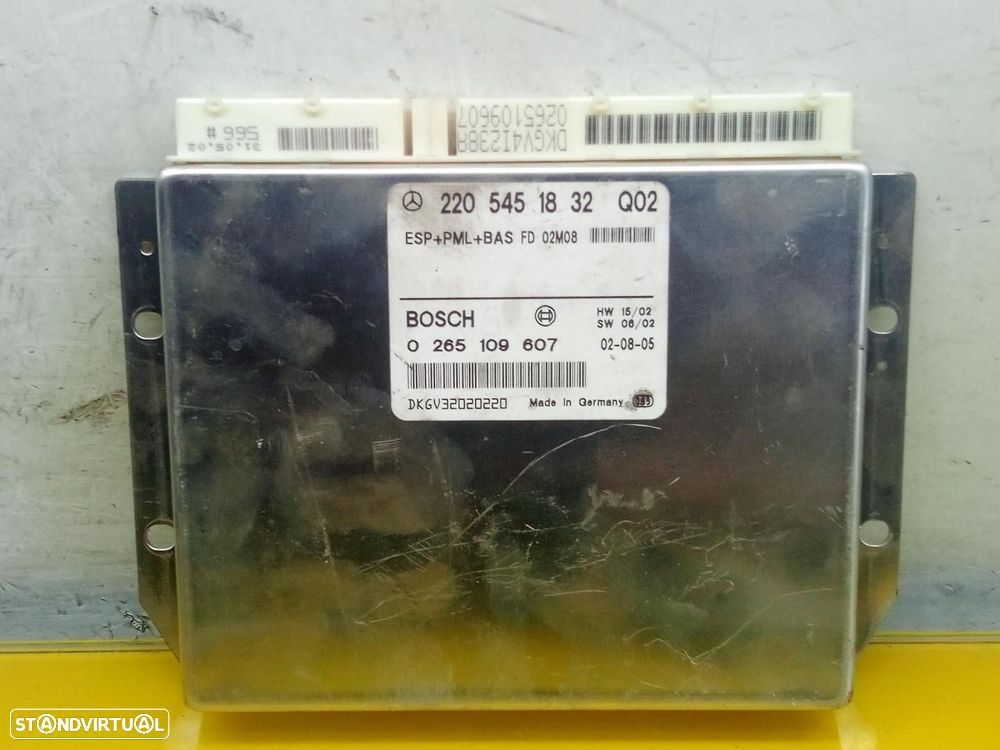 31.05.02
566 #
DKGV4I238A
0265109607
220 545 18 32 Q02
ESP+PML+BAS FD 02M08
BOSCH
HW 15/02
SW 06/02
0 265 109 607
02-08-05
DKGV32020220
Made in Germany
STANDVIRTUAL